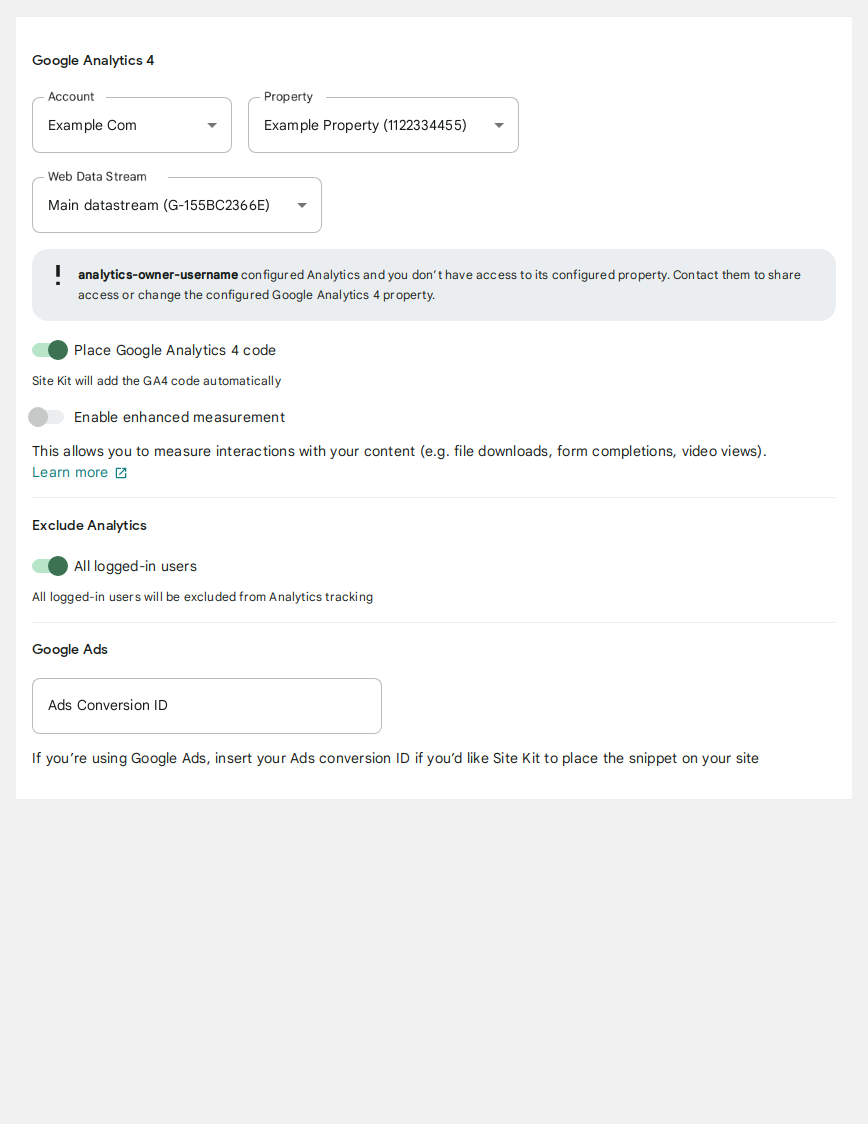 Google Analytics 4
Account
Example Com
Property
Example Property (1122334455)
Web Data Stream
Main datastream (G-155BC2366E)
analytics-owner-username configured Analytics and you don't have access to its configured property. Contact them to share
access or change the configured Google Analytics 4 property.
Place Google Analytics 4 code
Site Kit will add the GA4 code automatically
Enable enhanced measurement
This allows you to measure interactions with your content (e.g. file downloads, form completions, video views).
Learn more
Exclude Analytics
All logged-in users
All logged-in users will be excluded from Analytics tracking
Google Ads
Ads Conversion ID
If you’re using Google Ads, insert your Ads conversion ID if you’d like Site Kit to place the snippet on your site